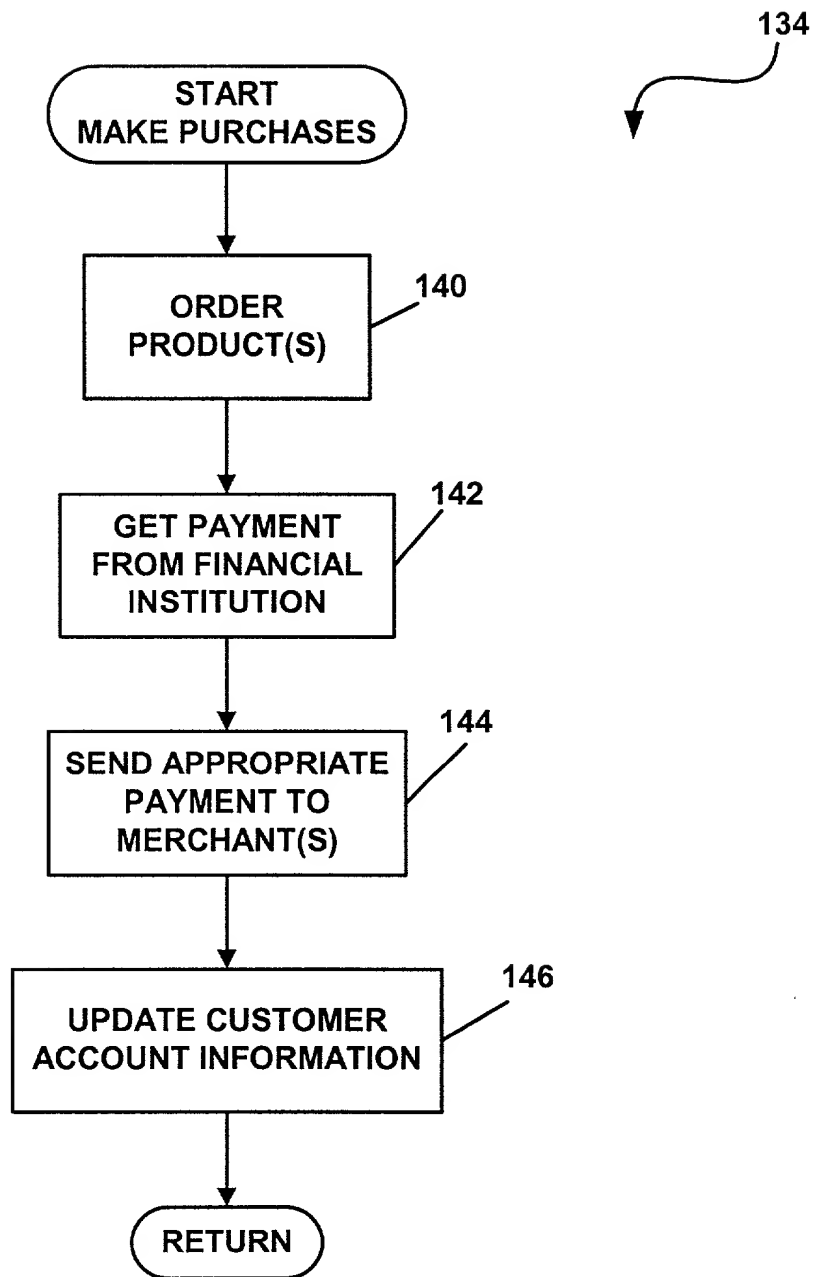 134
START
MAKE PURCHASES
ORDER
PRODUCT(S)
140
GET PAYMENT
FROM FINANCIAL
INSTITUTION
142
SEND APPROPRIATE
PAYMENT TO
MERCHANT(S)
144
UPDATE CUSTOMER
ACCOUNT INFORMATION
146
RETURN